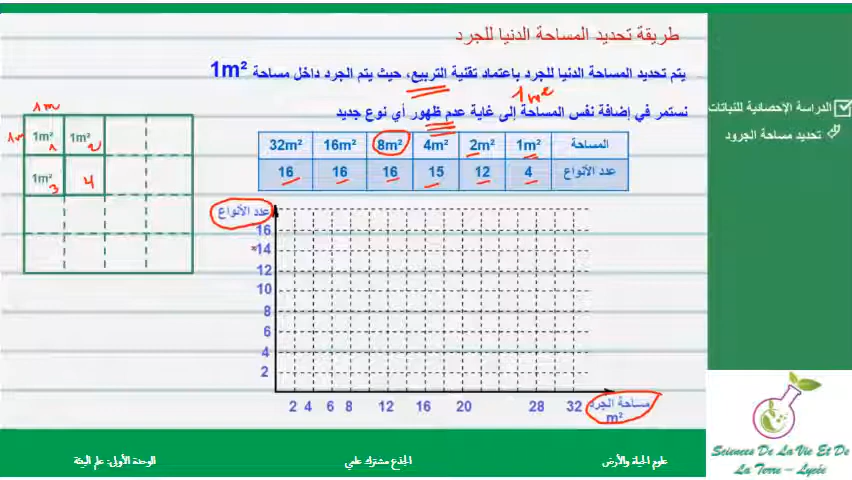 طريقة تحديد المساحة الدنيا للجرد
يتم تحديد المساحة الدنيا للجرد باعتماد تقنية التربيع، حيث يتم الجرد داخل مساحة 1m²
1m²
نستمر في إضافة نفس المساحة إلى غاية عدم ظهور أي نوع جديد
الدراسة الإحصائية للنباتات
تحديد مساحة الجرود
1m
1m 1m² 1 1m² 2
1m² 3 4
المساحة 1m² 2m² 4m² 8m² 16m² 32m²
عدد الأنواع 4 12 15 16 16 16
عدد الأنواع
16
14
12
10
8
6
4
2
2 4 6 8 12 16 20 28 32
مساحة الجرد
m²
Sciences De La Vie Et De
La Terre – Lycée
علوم الحياة والأرض
الجذع مشترك علمي
الوحدة الأولى: علم البيئة